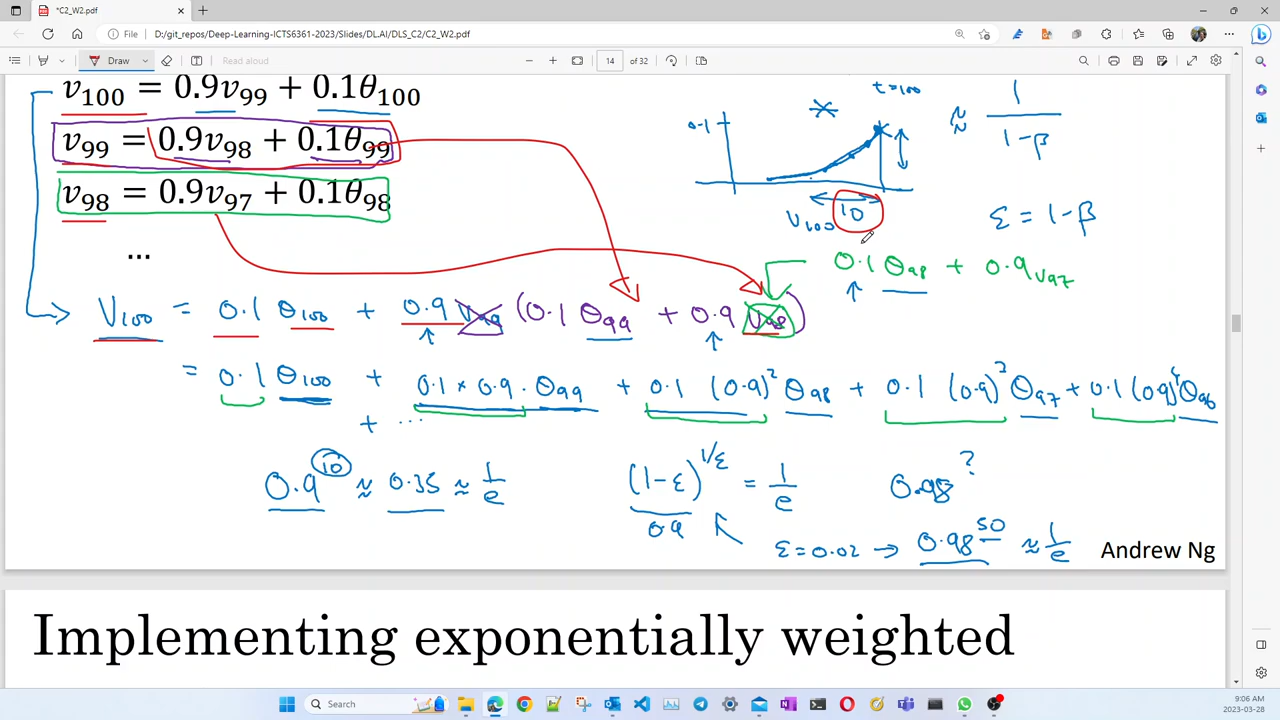 *C2_W2.pdf
File D:/git_repos/Deep-Learning-ICTS6361-2023/Slides/DL.AI/DLS_C2/C2_W2.pdf
Draw Read aloud 14 of 32
v100 = 0.9v99 + 0.1θ100
v99 = 0.9v98 + 0.1θ99
v98 = 0.9v97 + 0.1θ98
...
t=100
0.1
≈ 1/(1-β)
10
V100
ε = 1-β
0.1 θ98 + 0.9 V97
V100 = 0.1 θ100 + 0.9 V99 (0.1 θ99 + 0.9 V98)
= 0.1 θ100 + 0.1 × 0.9 · θ99 + 0.1 (0.9)² θ98 + 0.1 (0.9)³ θ97 + 0.1 (0.9)⁴ θ96
+ ...
0.9^10 ≈ 0.35 ≈ 1/e (1-ε)^1/ε = 1/e 0.98^?
0.9
ε = 0.02 → 0.98^50 ≈ 1/e
Andrew Ng
Implementing exponentially weighted
Search
9:06 AM
2023-03-28